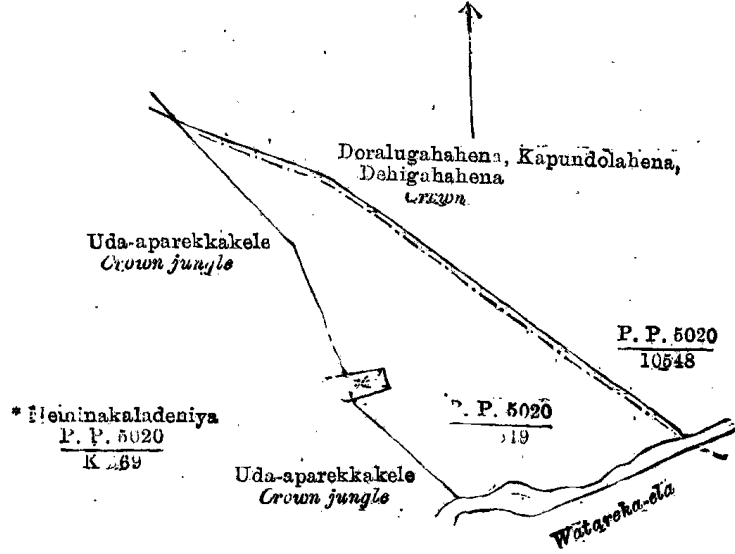 Doralugahahena, Kapundolahena,
Dehigahahena
Crown
Uda-aparekkakele
Crown jungle
P. P. 5020
10548
P. P. 5020
* Heininakaladeniya
P. P. 5020
Uda-aparekkakele
Crown jungle
Watareka-ela